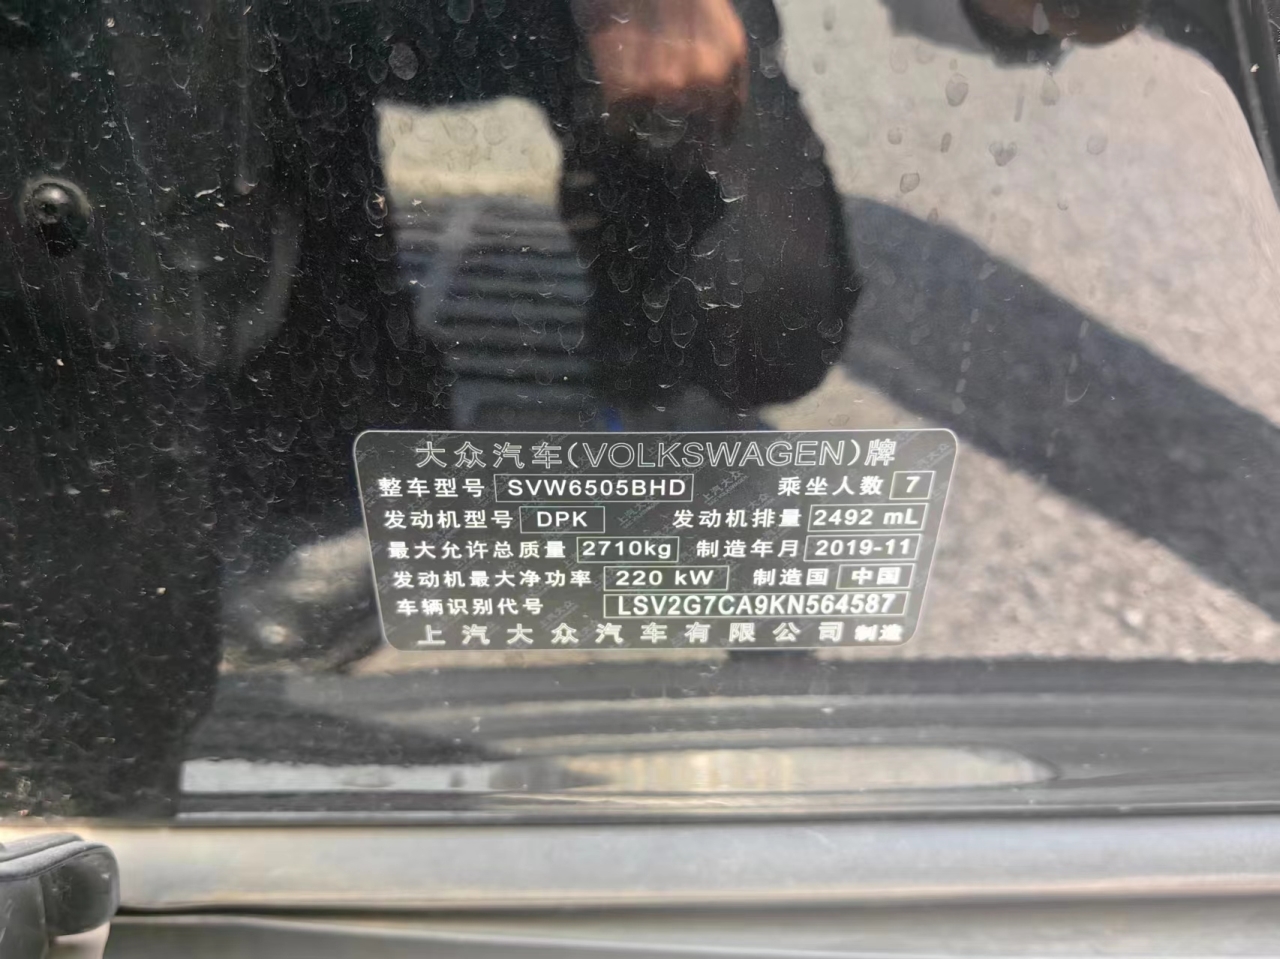 大众汽车(VOLKSWAGEN)牌
整车型号 SVW6505BHD 乘坐人数 7
发动机型号 DPK 发动机排量 2492 mL
最大允许总质量 2710kg 制造年月 2019-11
发动机最大净功率 220 kW 制造国 中国
车辆识别代号 LSV2G7CA9KN564587
上汽大众汽车有限公司 制造